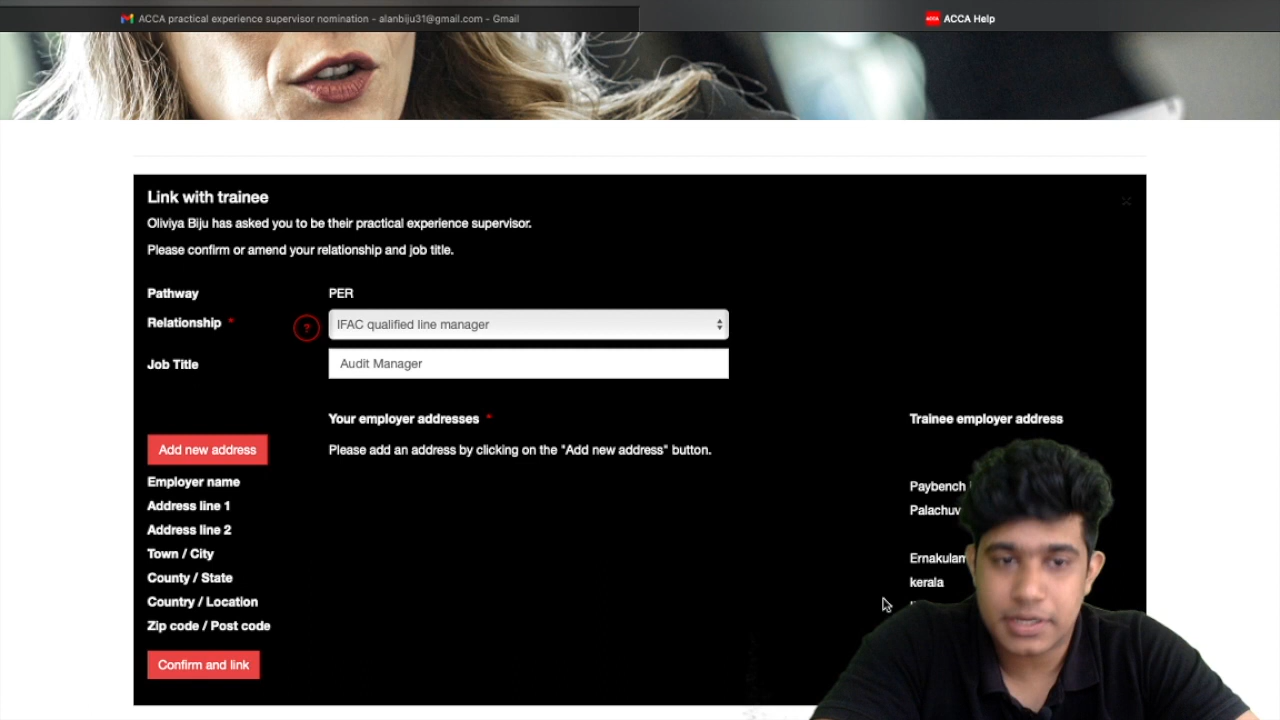 ACCA practical experience supervisor nomination - alanbiju31@gmail.com - Gmail
ACCA ACCA Help
Link with trainee
Oliviya Biju has asked you to be their practical experience supervisor.
Please confirm or amend your relationship and job title.
Pathway PER
Relationship * ? IFAC qualified line manager
Job Title Audit Manager
Your employer addresses * Trainee employer address
Add new address Please add an address by clicking on the "Add new address" button.
Employer name Paybench
Address line 1 Palachuv
Address line 2
Town / City Ernakulam
County / State kerala
Country / Location
Zip code / Post code
Confirm and link